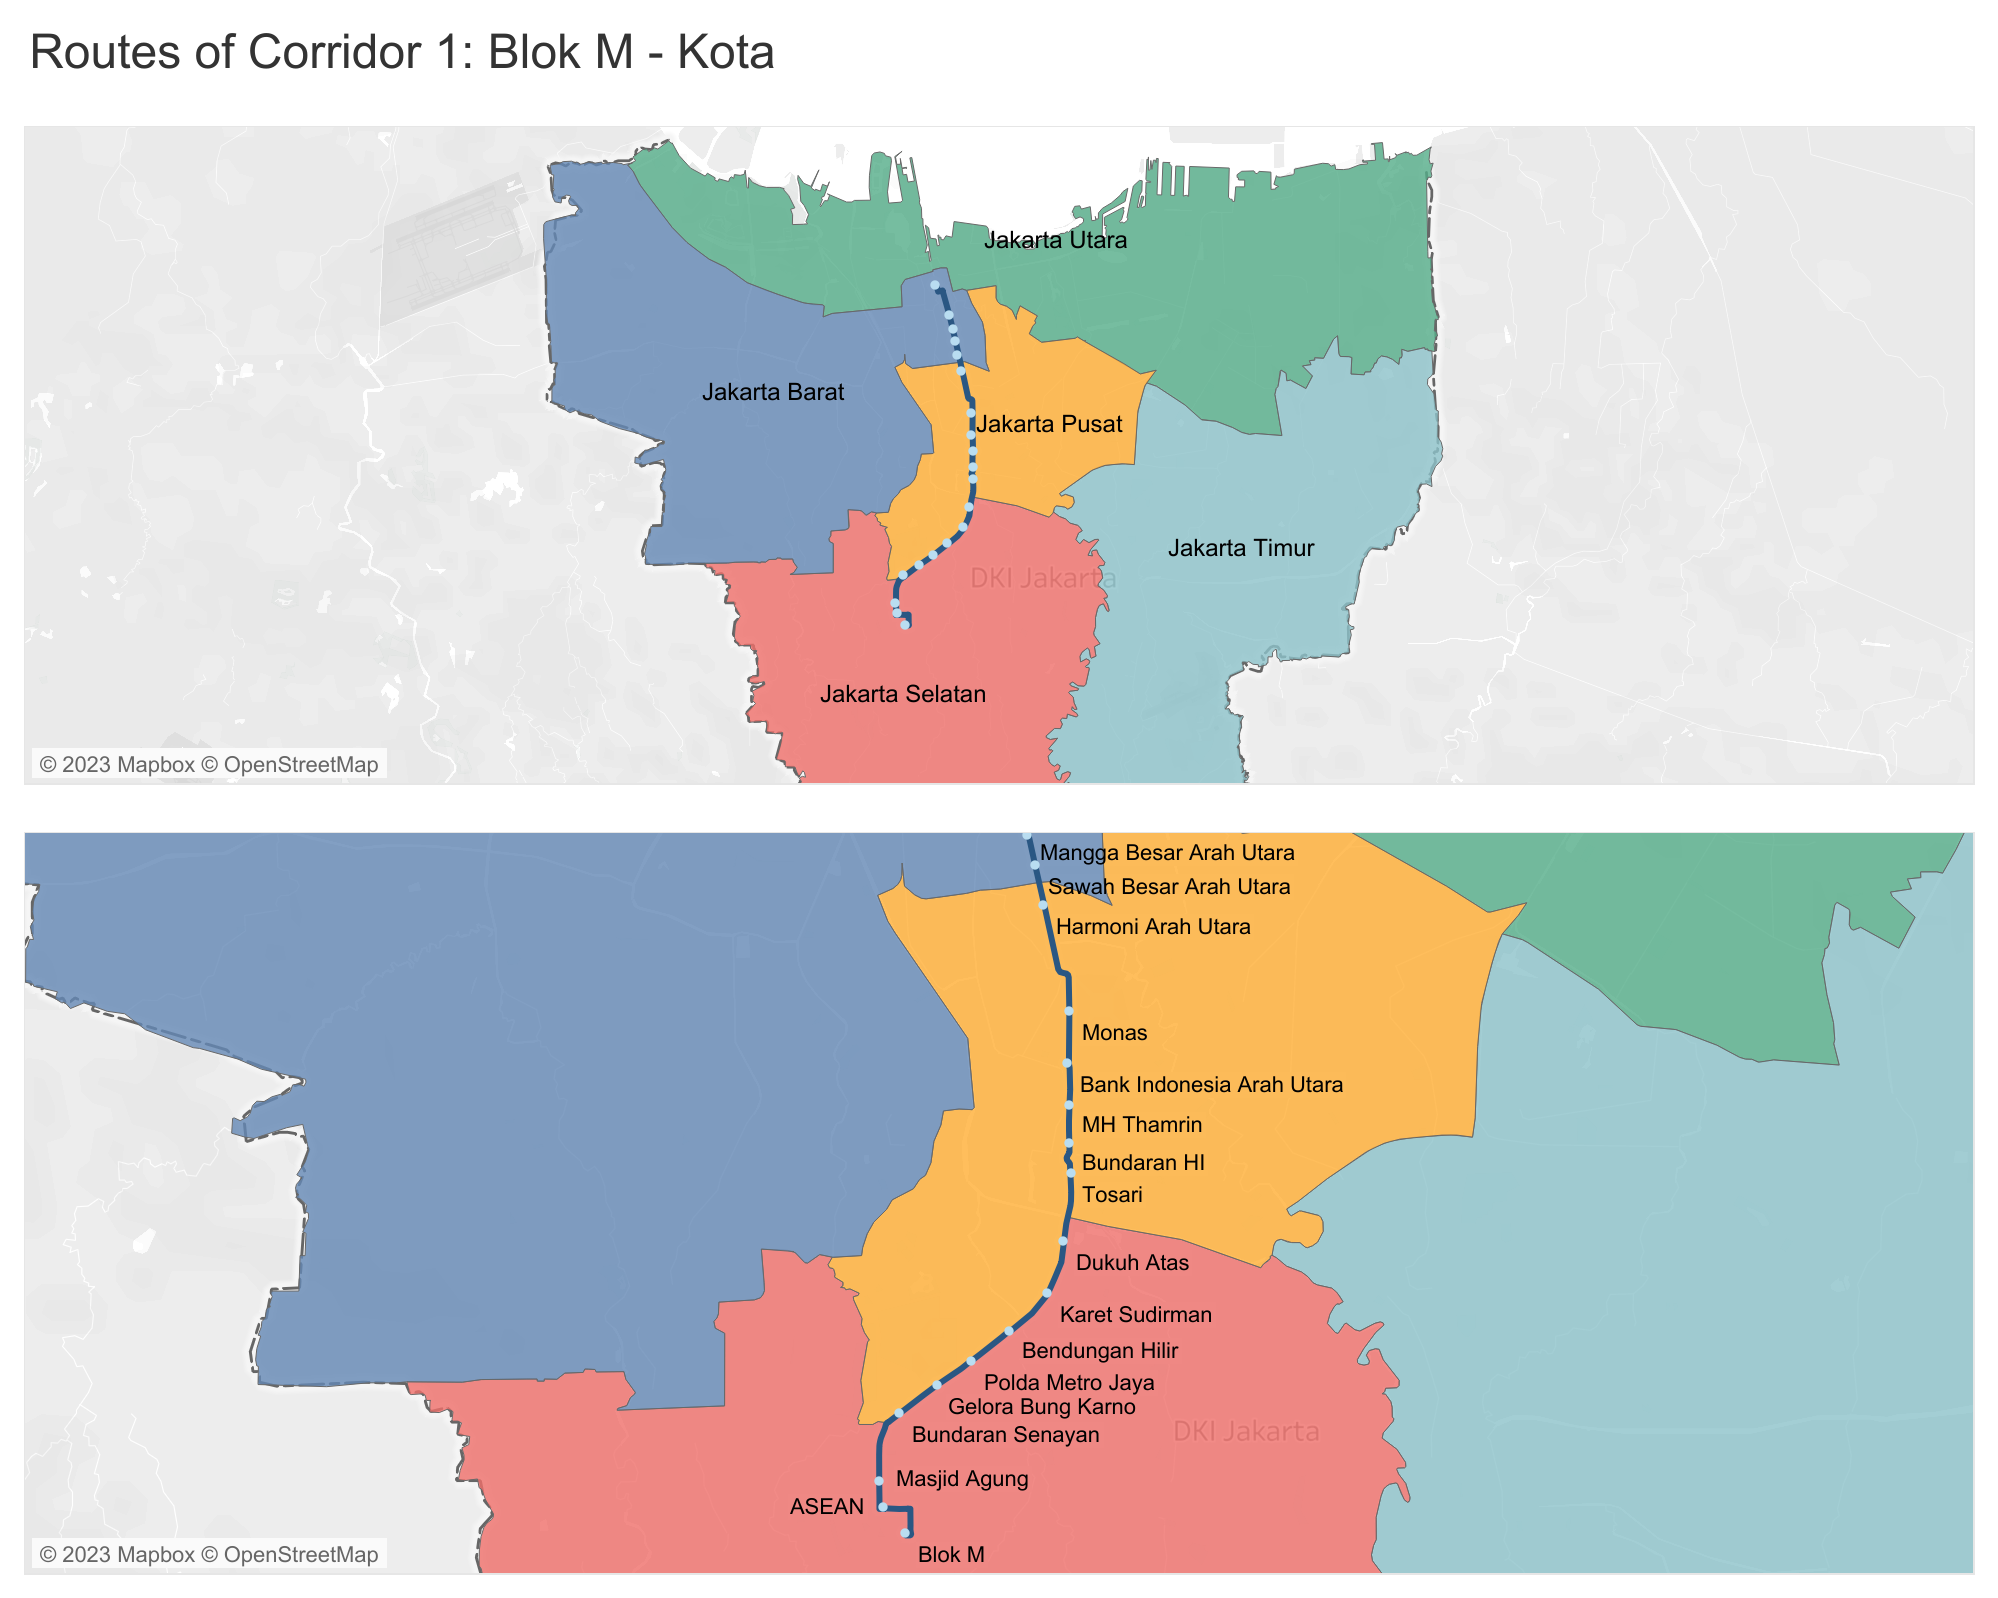 Routes of Corridor 1: Blok M - Kota
Jakarta Utara
Jakarta Barat
Jakarta Pusat
Jakarta Timur
DKI Jakarta
Jakarta Selatan
© 2023 Mapbox © OpenStreetMap
Mangga Besar Arah Utara
Sawah Besar Arah Utara
Harmoni Arah Utara
Monas
Bank Indonesia Arah Utara
MH Thamrin
Bundaran HI
Tosari
Dukuh Atas
Karet Sudirman
Bendungan Hilir
Polda Metro Jaya
Gelora Bung Karno
DKI Jakarta
Bundaran Senayan
Masjid Agung
ASEAN
Blok M
© 2023 Mapbox © OpenStreetMap